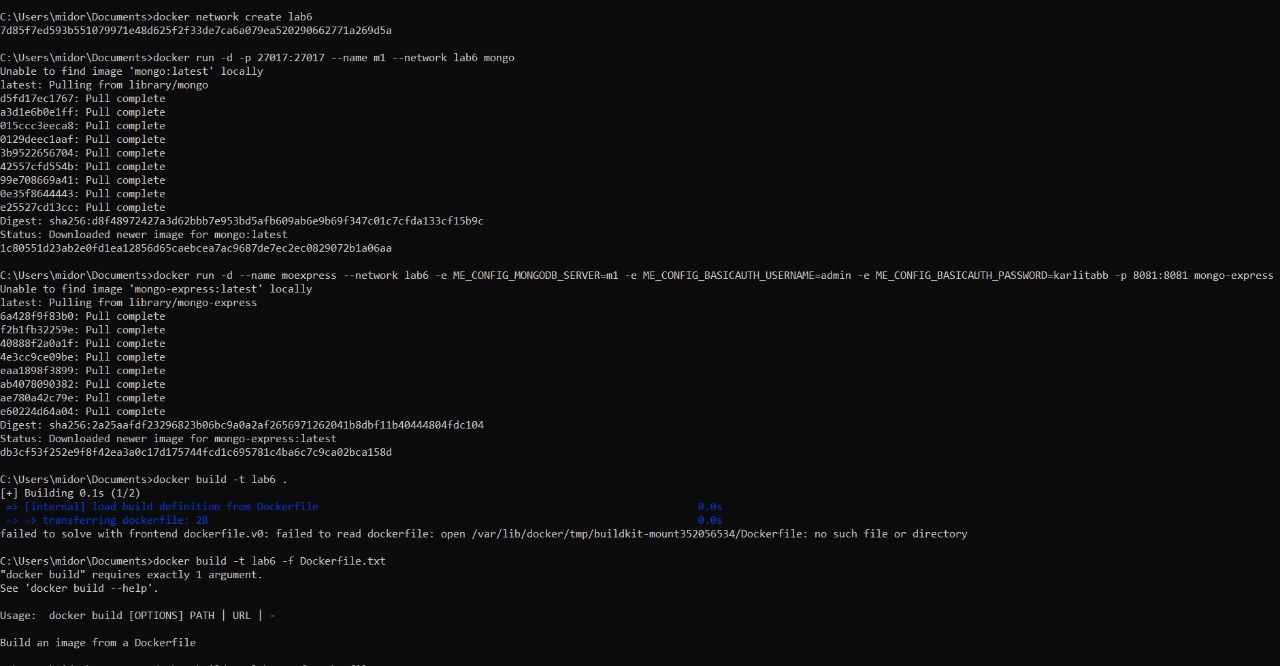 C:\Users\midor\Documents>docker network create lab6
7d85f7ed593b551079971e48d625f2f33de7ca6a079ea520290662771a269d5a
C:\Users\midor\Documents>docker run -d -p 27017:27017 --name m1 --network lab6 mongo
Unable to find image 'mongo:latest' locally
latest: Pulling from library/mongo
d5fd17ec1767: Pull complete
a3d1e6b0e1ff: Pull complete
015ccc3eeca8: Pull complete
0129deec1aaf: Pull complete
3b9522656704: Pull complete
42557cfd554b: Pull complete
99e708669a41: Pull complete
0e35f8644443: Pull complete
e25527cd13cc: Pull complete
Digest: sha256:d8f48972427a3d62bbb7e953bd5afb609ab6e9b69f347c01c7cfda133cf15b9c
Status: Downloaded newer image for mongo:latest
1c80551d23ab2e0fd1ea12856d65caebcea7ac9687de7ec2ec0829072b1a06aa
C:\Users\midor\Documents>docker run -d --name moexpress --network lab6 -e ME_CONFIG_MONGODB_SERVER=m1 -e ME_CONFIG_BASICAUTH_USERNAME=admin -e ME_CONFIG_BASICAUTH_PASSWORD=karlitabb -p 8081:8081 mongo-express
Unable to find image 'mongo-express:latest' locally
latest: Pulling from library/mongo-express
6a428f9f83b0: Pull complete
f2b1fb32259e: Pull complete
40888f2a0a1f: Pull complete
4e3cc9ce09be: Pull complete
eaa1898f3899: Pull complete
ab4078090382: Pull complete
ae780a42c79e: Pull complete
e60224d64a04: Pull complete
Digest: sha256:2a25aafdf23296823b06bc9a0a2af2656971262041b8dbf11b40444804fdc104
Status: Downloaded newer image for mongo-express:latest
db3cf53f252e9f8f42ea3a0c17d175744fcd1c695781c4ba6c7c9ca02bca158d
C:\Users\midor\Documents>docker build -t lab6 .
[+] Building 0.1s (1/2)
=> [internal] load build definition from Dockerfile 0.0s
=> => transferring dockerfile: 2B 0.0s
failed to solve with frontend dockerfile.v0: failed to read dockerfile: open /var/lib/docker/tmp/buildkit-mount352056534/Dockerfile: no such file or directory
C:\Users\midor\Documents>docker build -t lab6 -f Dockerfile.txt
"docker build" requires exactly 1 argument.
See 'docker build --help'.
Usage:  docker build [OPTIONS] PATH | URL | -
Build an image from a Dockerfile